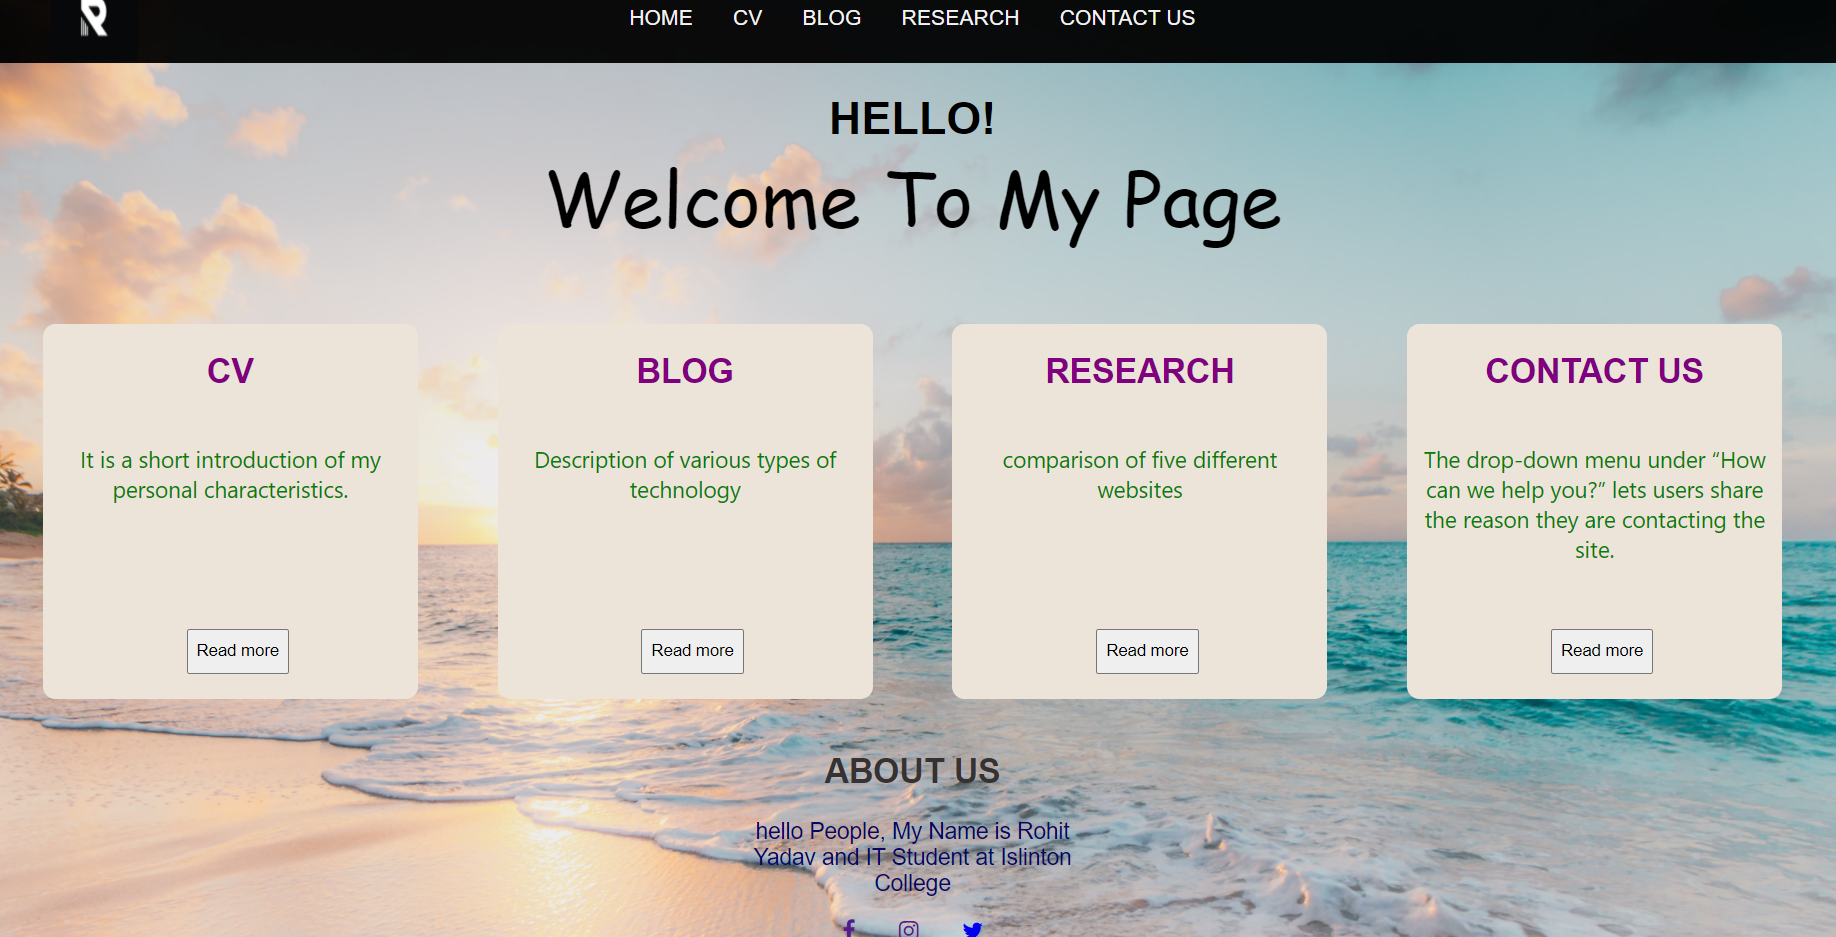 R
HOME CV BLOG RESEARCH CONTACT US
HELLO!
Welcome To My Page
CV
It is a short introduction of my
personal characteristics.
Read more
BLOG
Description of various types of
technology
Read more
RESEARCH
comparison of five different
websites
Read more
CONTACT US
The drop-down menu under “How
can we help you?” lets users share
the reason they are contacting the
site.
Read more
ABOUT US
hello People, My Name is Rohit
Yadav and IT Student at Islinton
College